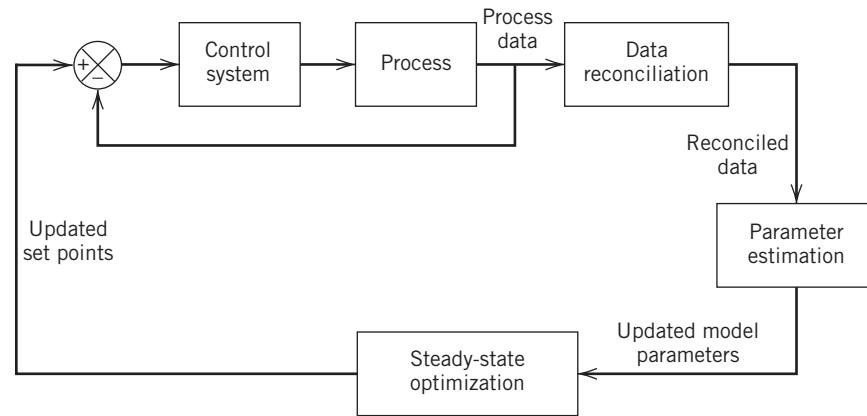 Process
data
Control
system
Process
Data
reconciliation
+
−
Reconciled
data
Updated
set points
Parameter
estimation
Updated model
parameters
Steady-state
optimization